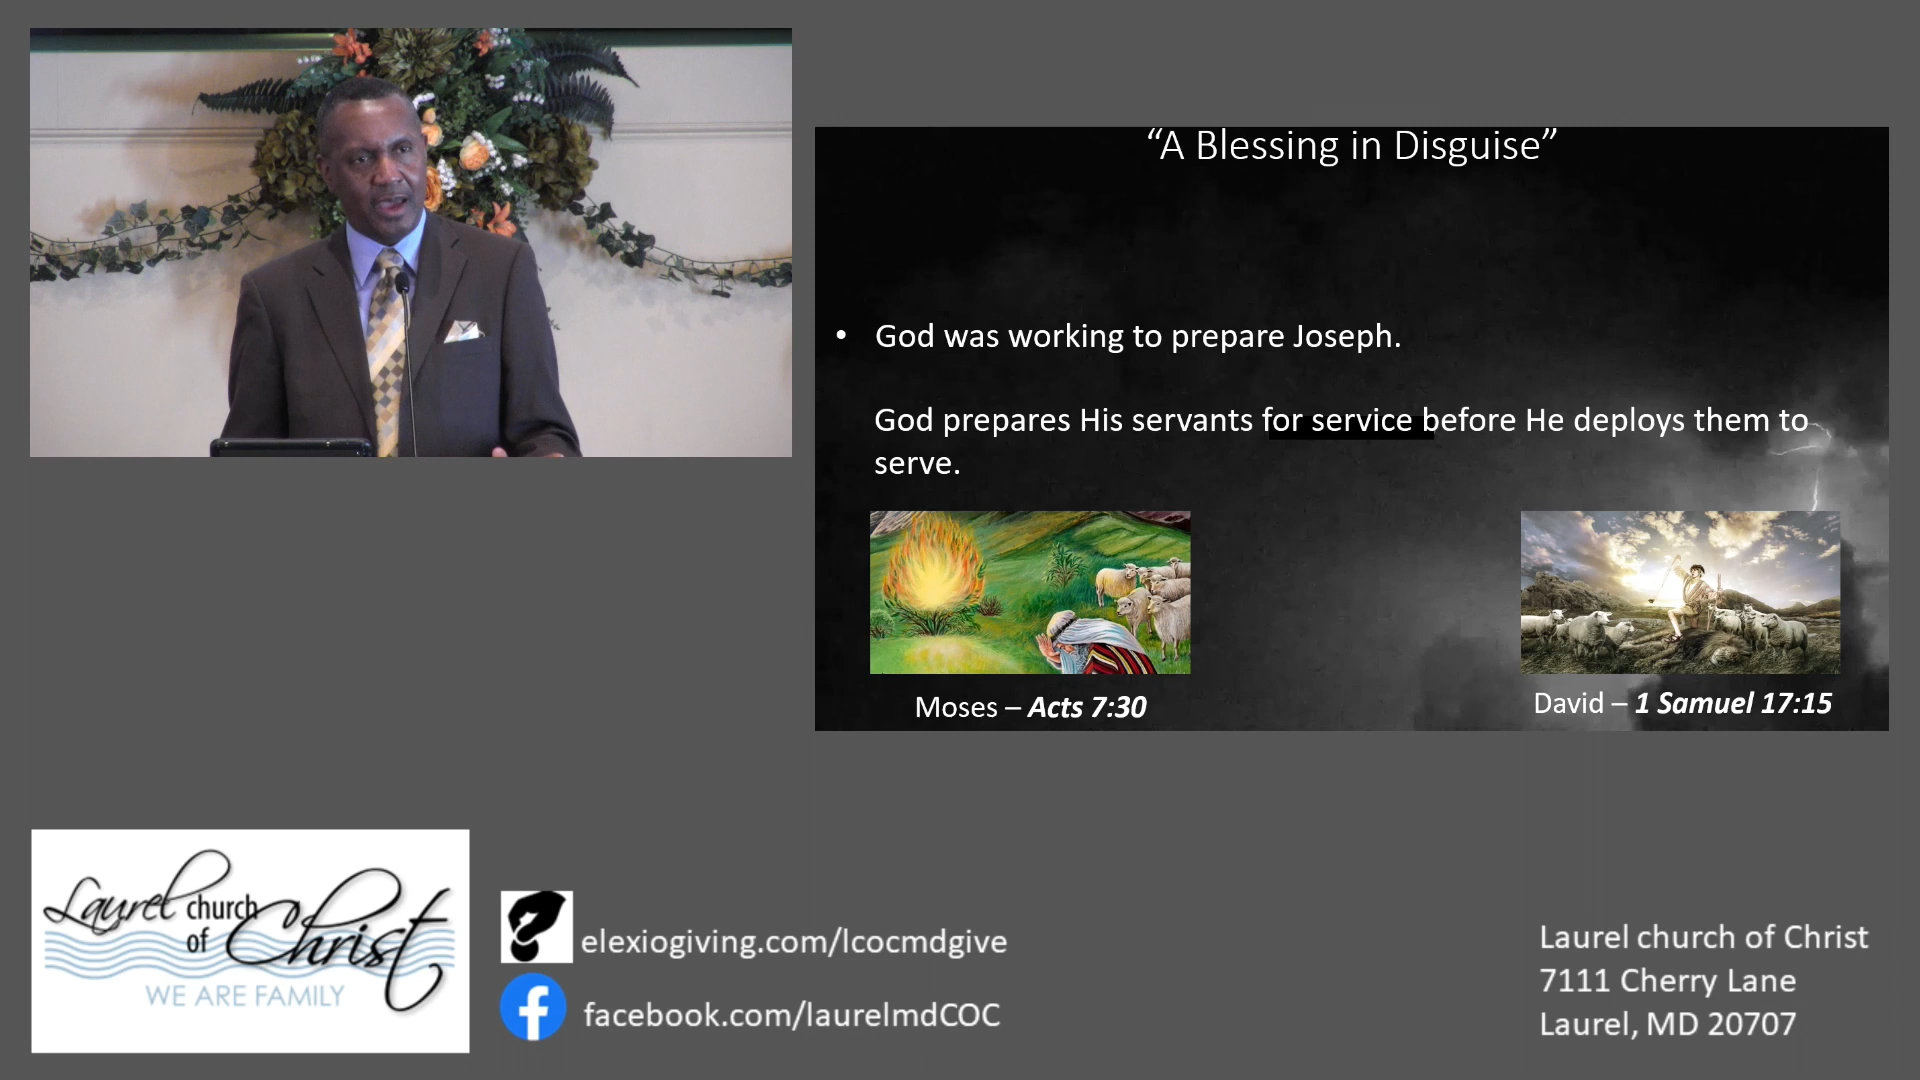 “A Blessing in Disguise”
• God was working to prepare Joseph.
God prepares His servants for service before He deploys them to
serve.
Moses – Acts 7:30
David – 1 Samuel 17:15
Laurel church
of Christ
WE ARE FAMILY
elexiogiving.com/lcocmdgive
facebook.com/laurelmdCOC
Laurel church of Christ
7111 Cherry Lane
Laurel, MD 20707